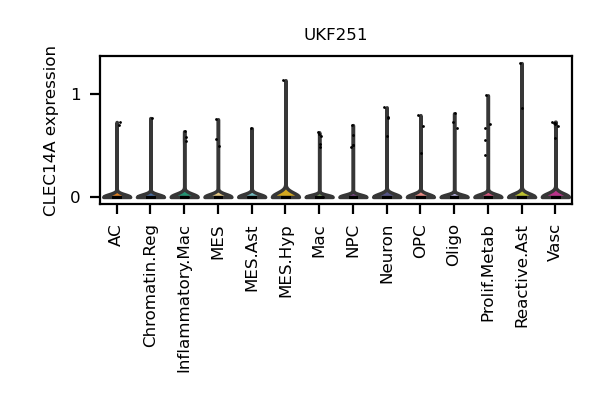 UKF251
CLEC14A expression
1
0
AC
Chromatin.Reg
Inflammatory.Mac
MES
MES.Ast
MES.Hyp
Mac
NPC
Neuron
OPC
Oligo
Prolif.Metab
Reactive.Ast
Vasc